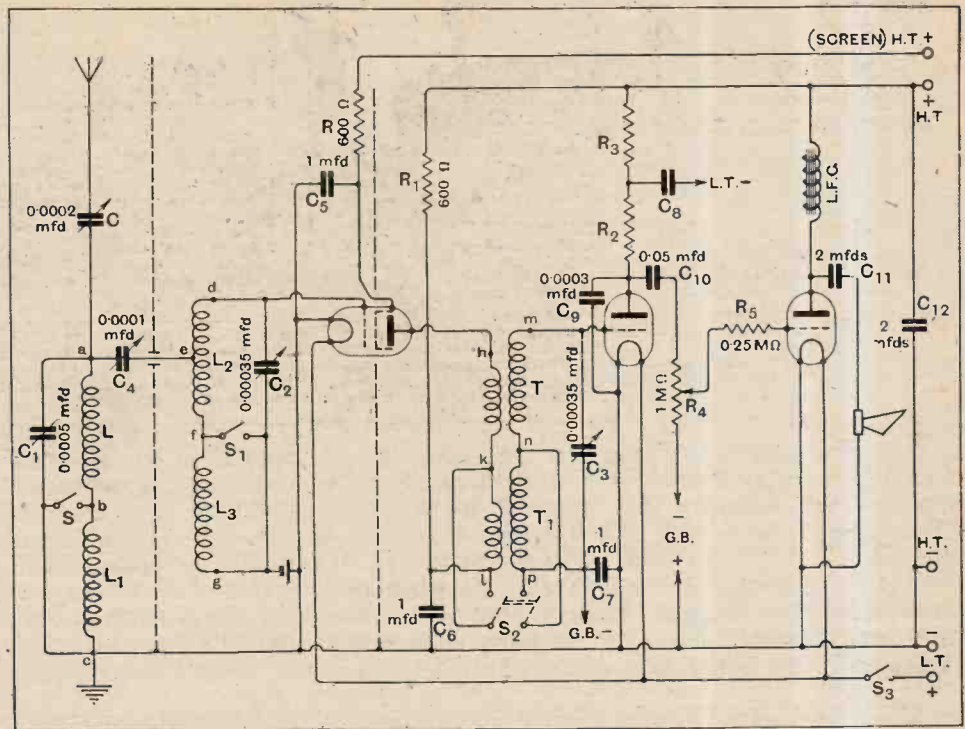 (SCREEN) H.T +
+
H.T
R
600 Ω
1 mfd
C5
R1
600 Ω
R3
C8
L.T.-
L.F.C.
R2
0·0002
mfd
C
0·0003
mfd
C9
0·05 mfd
C10
2 mfds
C11
C12
2
mfds
0·0001
mfd
C4
a
d
e
L2
0·00035 mfd
C2
h
m
T
0·00035 mfd
C3
R5
0·25 MΩ
1 MΩ
R4
C1
0·0005 mfd
L
f
S1
k
n
S
b
L3
T1
-
G.B.
+
H.T.
-
L1
g
l
p
1
mfd
C7
1
mfd
C6
S2
G.B.-
c
-
L.T.
+
S3